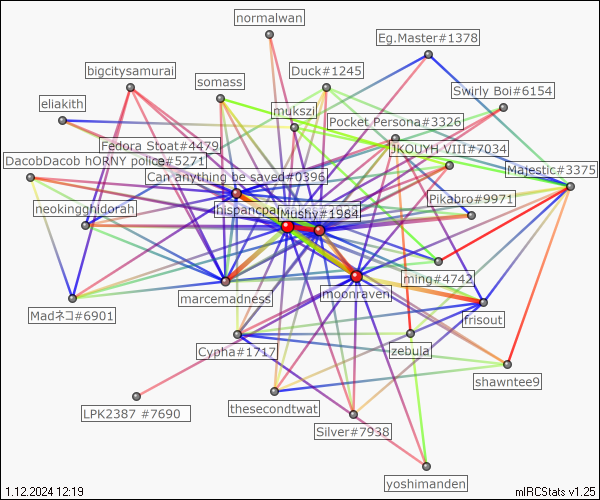 normalwan
Eg.Master#1378
bigcitysamurai
somass
Duck#1245
Swirly Boi#6154
eliakith
mukszi
Pocket Persona#3326
Fedora Stoat#4479
JKOUYH VIII#7034
DacobDacob hORNY police#5271
Can anything be saved#0396
Majestic#3375
Pikabro#9971
neokingghidorah
hispancpa
Mushy#1984
ming#4742
marcemadness
moonraven
frisout
Madネコ#6901
Cypha#1717
zebula
shawntee9
LPK2387 #7690
thesecondtwat
Silver#7938
yoshimanden
1.12.2024 12:19
mIRCStats v1.25